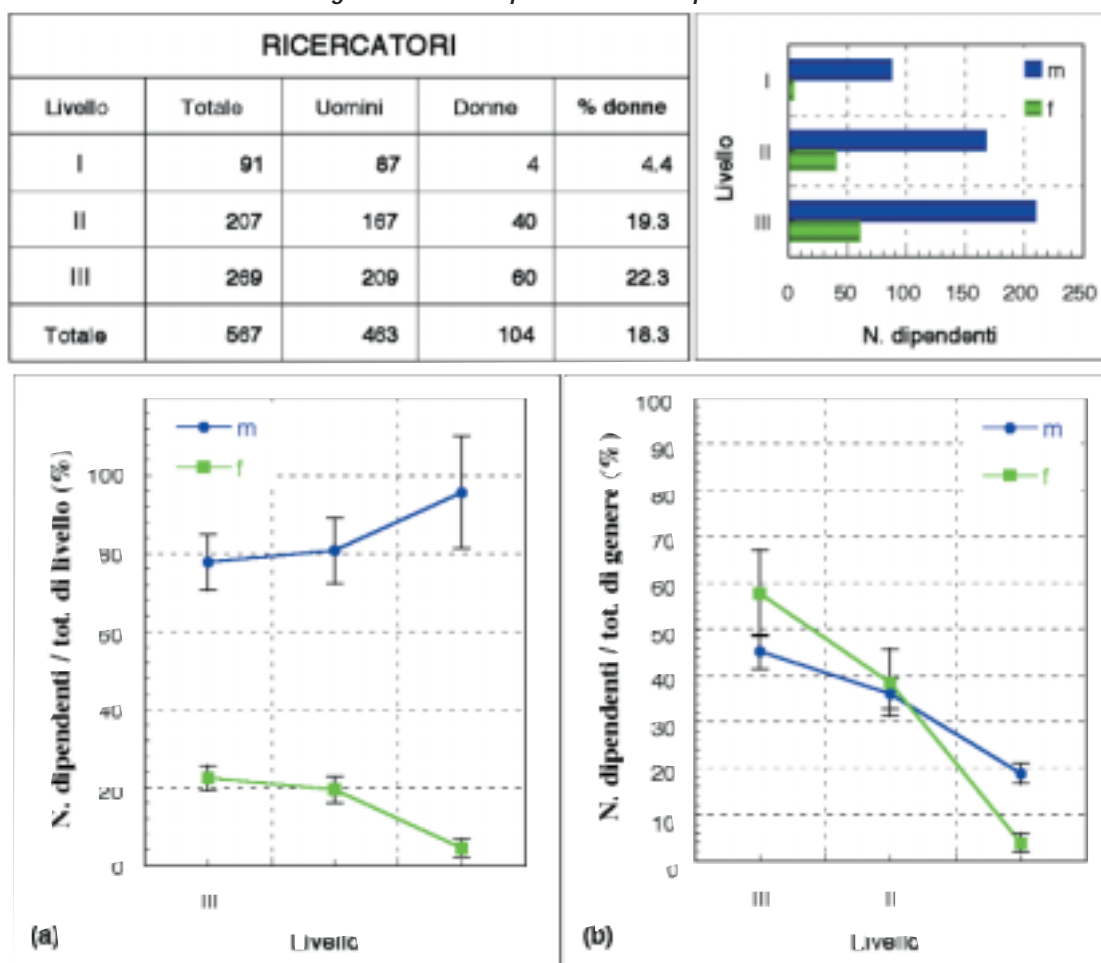 RICERCATORI
Livello Totale Uomini Donne % donne
I 91 87 4 4.4
II 207 167 40 19.3
III 269 209 60 22.3
Totale 567 463 104 18.3
m
f
I
II
III
Livello
0 50 100 150 200 250
N. dipendenti
m
f
100
80
60
40
20
0
N. dipendenti / tot. di livello (%)
III
(a)
Livello
m
f
100
90
80
70
60
50
40
30
20
10
0
N. dipendenti / tot. di genere (%)
III II
(b)
Livello